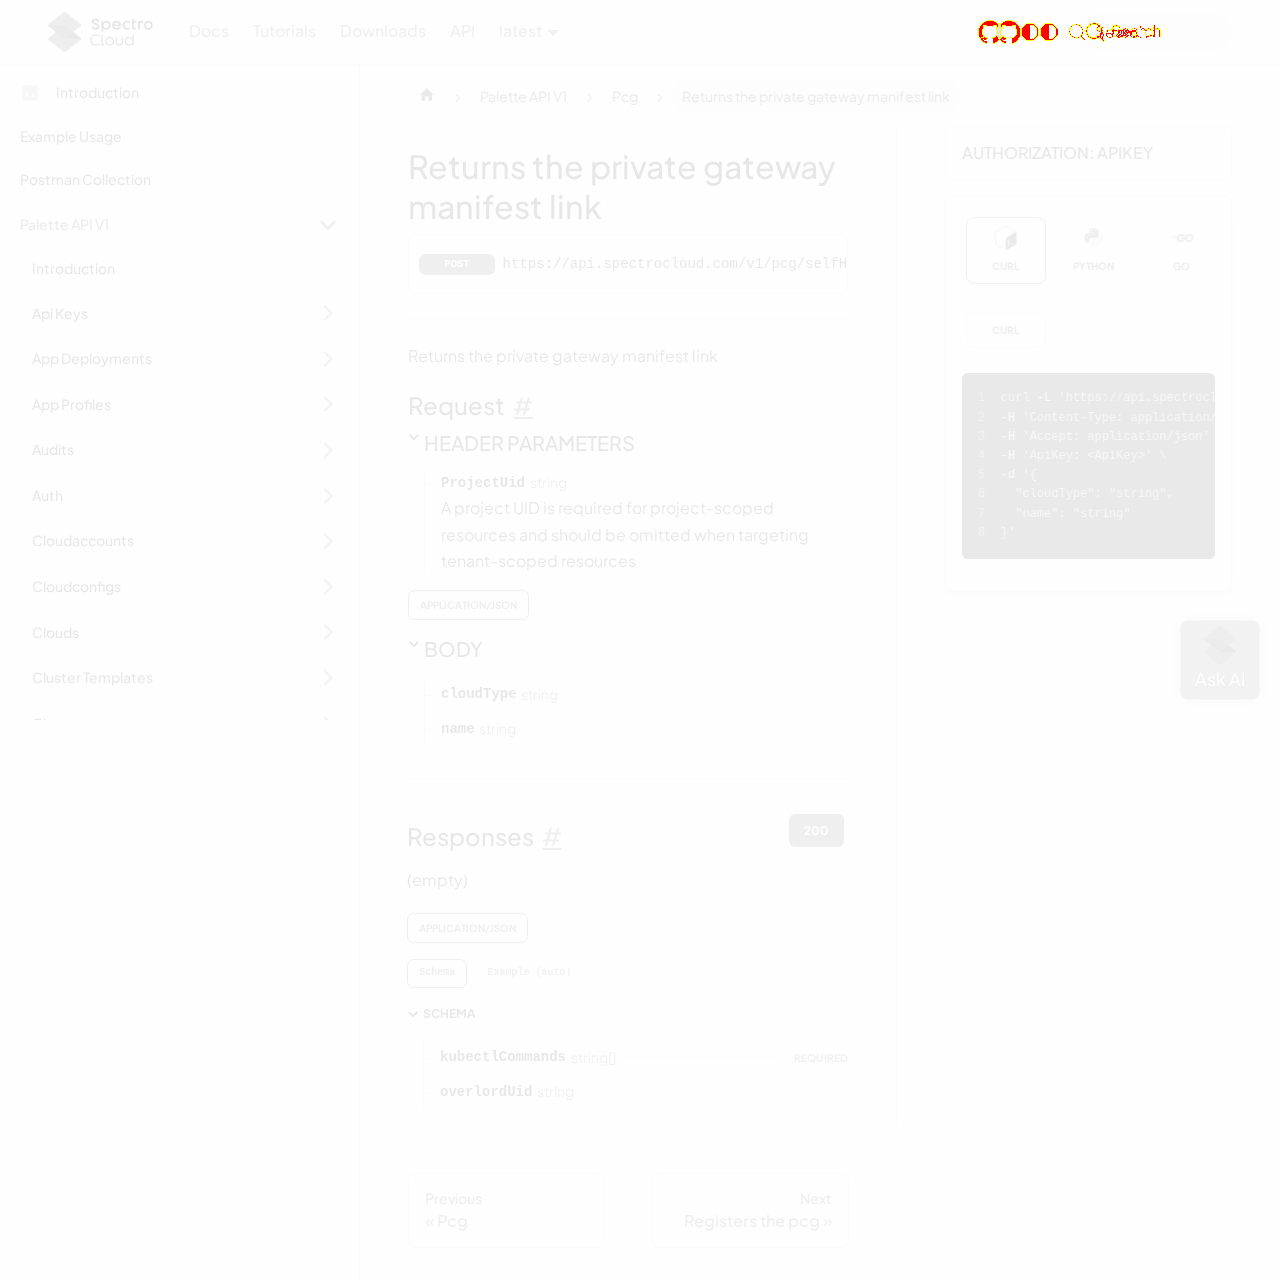 Spectro
Cloud
Docs
Tutorials
Downloads
API
latest
Introduction
Example Usage
Postman Collection
Palette API V1
Introduction
Api Keys
App Deployments
App Profiles
Audits
Auth
Cloudaccounts
Cloudconfigs
Clouds
Cluster Templates
Palette API V1
Pcg
Returns the private gateway manifest link
Returns the private gateway
manifest link
POST
https://api.spectrocloud.com/v1/pcg/selfH
Returns the private gateway manifest link
Request #
HEADER PARAMETERS
ProjectUid string
A project UID is required for project-scoped
resources and should be omitted when targeting
tenant-scoped resources
APPLICATION/JSON
BODY
cloudType string
name string
Responses #
200
(empty)
APPLICATION/JSON
Schema
Example (auto)
SCHEMA
kubectlCommands string[]
REQUIRED
overlordUid string
Previous
« Pcg
Next
Registers the pcg »
AUTHORIZATION: APIKEY
CURL
PYTHON
GO
CURL
1 curl -L 'https://api.spectrocl
2 -H 'Content-Type: application/
3 -H 'Accept: application/json'
4 -H 'ApiKey: <ApiKey>' \
5 -d '{
6 "cloudType": "string",
7 "name": "string"
8 }'
Ask AI